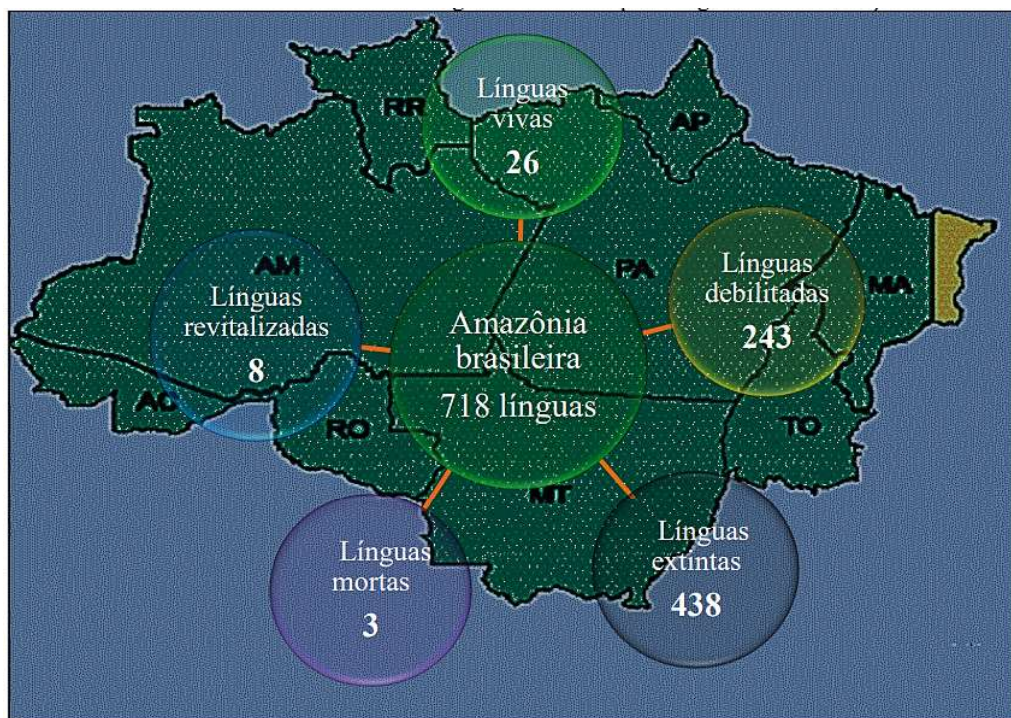 RR
AP
Línguas
vivas
26
AM
PA
MA
Línguas
revitalizadas
8
Amazônia
brasileira
718 línguas
Línguas
debilitadas
243
AC
RO
TO
MT
Línguas
mortas
3
Línguas
extintas
438